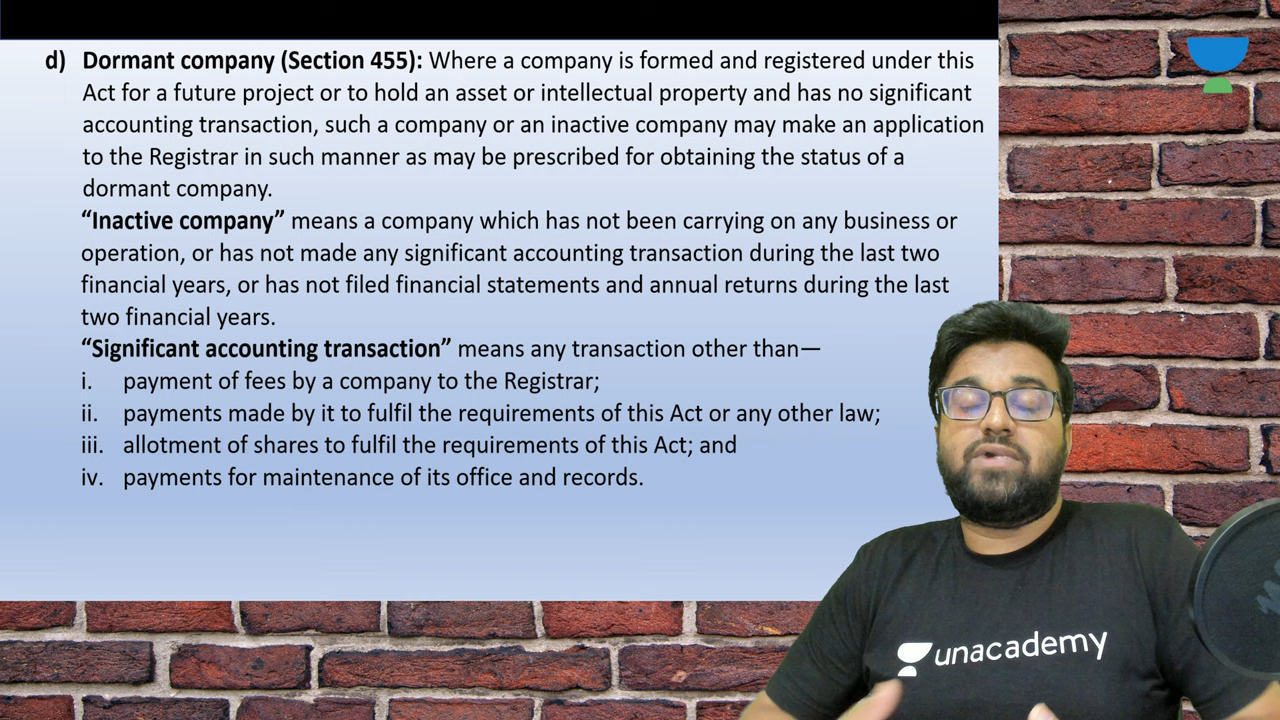 d) Dormant company (Section 455): Where a company is formed and registered under this
Act for a future project or to hold an asset or intellectual property and has no significant
accounting transaction, such a company or an inactive company may make an application
to the Registrar in such manner as may be prescribed for obtaining the status of a
dormant company.
“Inactive company” means a company which has not been carrying on any business or
operation, or has not made any significant accounting transaction during the last two
financial years, or has not filed financial statements and annual returns during the last
two financial years.
“Significant accounting transaction” means any transaction other than—
i. payment of fees by a company to the Registrar;
ii. payments made by it to fulfil the requirements of this Act or any other law;
iii. allotment of shares to fulfil the requirements of this Act; and
iv. payments for maintenance of its office and records.
unacademy